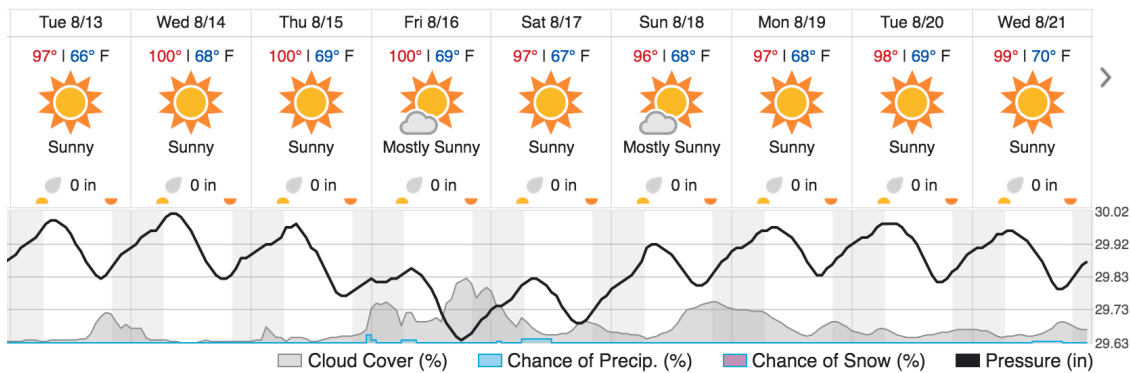 Tue 8/13 Wed 8/14 Thu 8/15 Fri 8/16 Sat 8/17 Sun 8/18 Mon 8/19 Tue 8/20 Wed 8/21
97° | 66° F 100° | 68° F 100° | 69° F 100° | 69° F 97° | 67° F 96° | 68° F 97° | 68° F 98° | 69° F 99° | 70° F
Sunny Sunny Sunny Mostly Sunny Sunny Mostly Sunny Sunny Sunny Sunny
0 in 0 in 0 in 0 in 0 in 0 in 0 in 0 in 0 in
30.02
29.92
29.83
29.73
29.63
Cloud Cover (%) Chance of Precip. (%) Chance of Snow (%) Pressure (in)